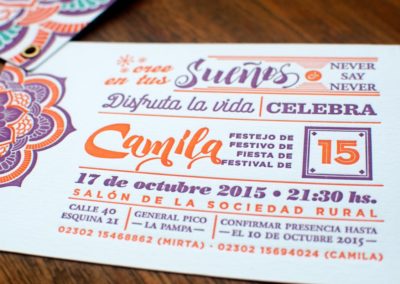 cree en tus Sueños & NEVER SAY NEVER
Disfruta la vida | CELEBRA
Camila
FESTEJO DE
FESTIVO DE
FIESTA DE
FESTIVAL DE
15
17 de octubre 2015 • 21:30 hs.
SALÓN DE LA SOCIEDAD RURAL
CALLE 40
ESQUINA 21
GENERAL PICO
LA PAMPA
CONFIRMAR PRESENCIA HASTA
— EL 10 DE OCTUBRE 2015 —
02302 15468862 (MIRTA) • 02302 15694024 (CAMILA)